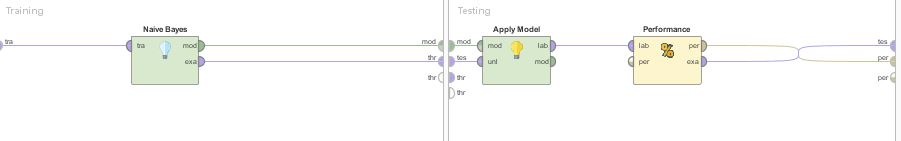 Training
Testing
Naive Bayes
Apply Model
Performance
tra
tra
mod
exa
mod
thr
thr
mod
tes
thr
thr
mod
unl
lab
mod
lab
per
per
exa
tes
per
per